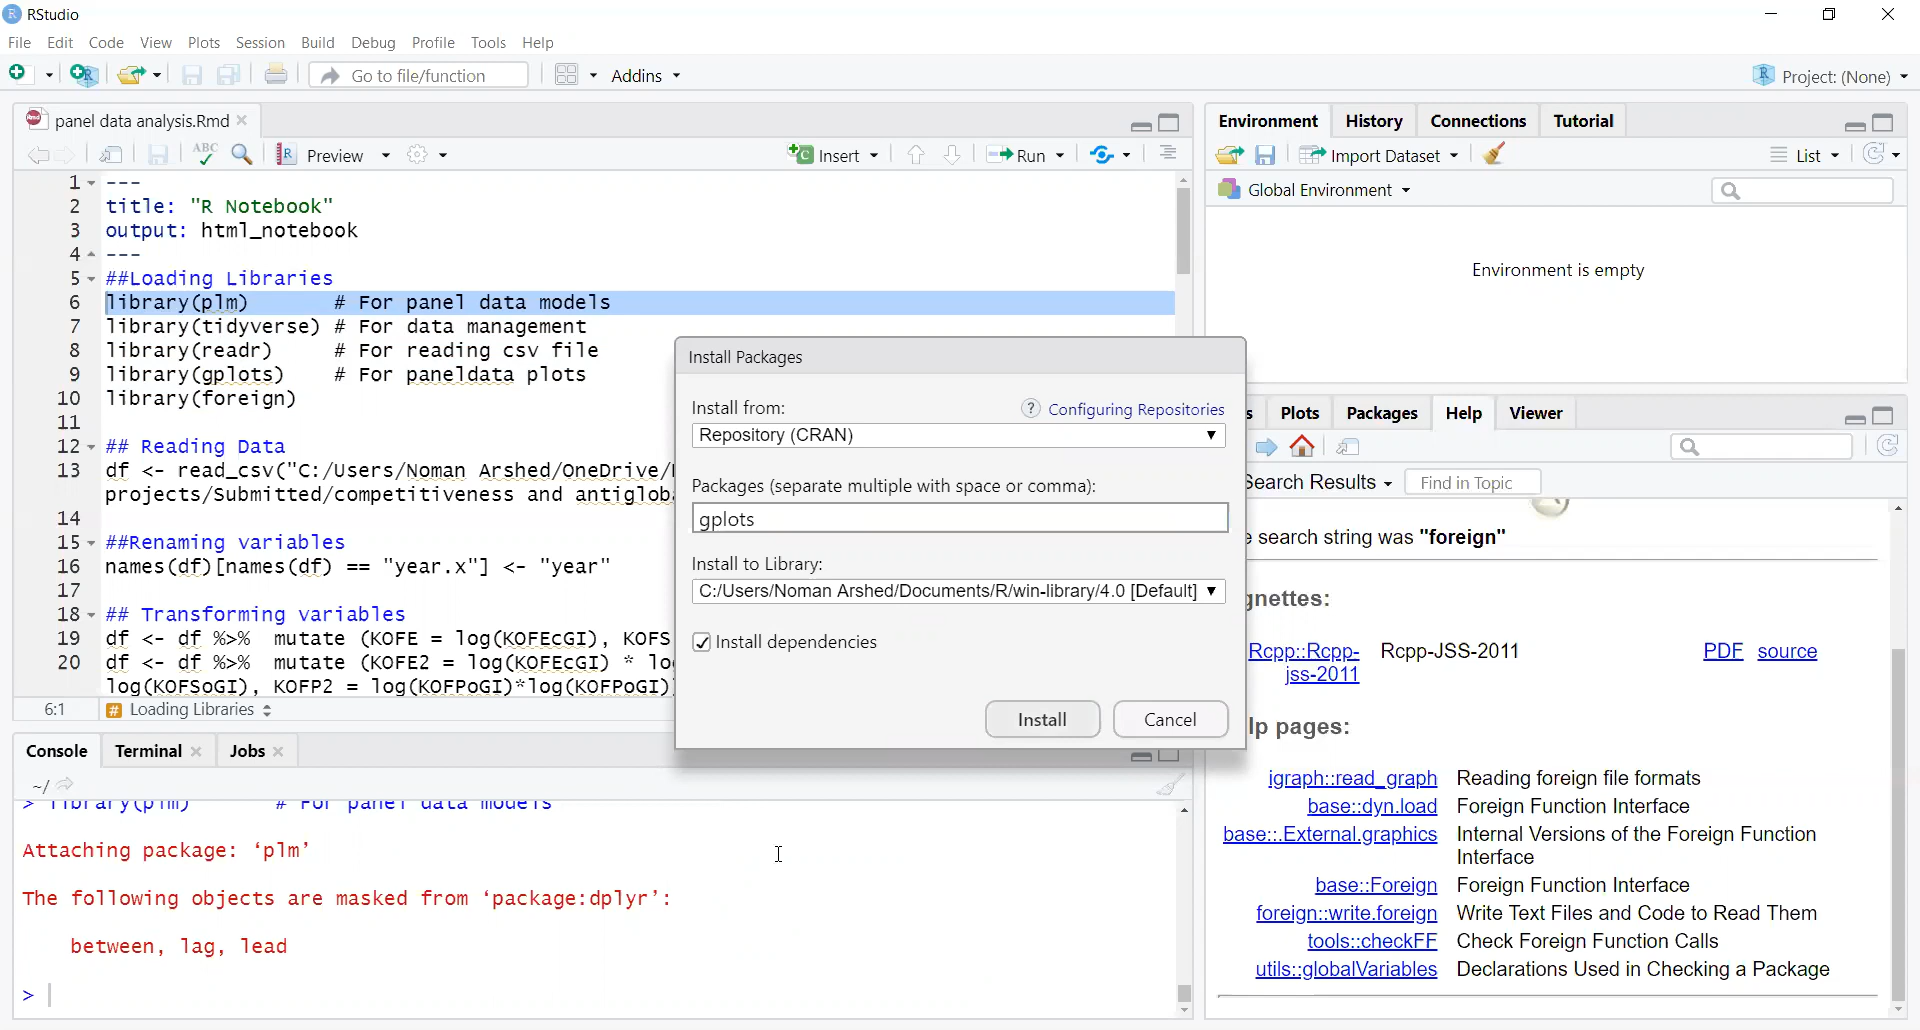 RStudio
File Edit Code View Plots Session Build Debug Profile Tools Help
Go to file/function Addins Project: (None)
panel data analysis.Rmd
ABC Preview Insert Run
1 ---
2 title: "R Notebook"
3 output: html_notebook
4 ---
5 ##Loading Libraries
6 library(plm) # For panel data models
7 library(tidyverse) # For data management
8 library(readr) # For reading csv file
9 library(gplots) # For paneldata plots
10 library(foreign)
11
12 ## Reading Data
13 df <- read_csv("C:/Users/Noman Arshed/OneDrive/
projects/Submitted/competitiveness and antigloba
14
15 ##Renaming variables
16 names(df)[names(df) == "year.x"] <- "year"
17
18 ## Transforming variables
19 df <- df %>% mutate (KOFE = log(KOFEcGI), KOFS
20 df <- df %>% mutate (KOFE2 = log(KOFEcGI) * lo
log(KOFSoGI), KOFP2 = log(KOFPoGI)*log(KOFPoGI)
6:1 # Loading Libraries
Console Terminal Jobs
~/
> library(plm) # For panel data models
Attaching package: ‘plm’
The following objects are masked from ‘package:dplyr’:
between, lag, lead
>
Install Packages
Install from: ? Configuring Repositories
Repository (CRAN)
Packages (separate multiple with space or comma):
gplots
Install to Library:
C:/Users/Noman Arshed/Documents/R/win-library/4.0 [Default]
Install dependencies
Install Cancel
Environment History Connections Tutorial
Import Dataset List
Global Environment
Environment is empty
s Plots Packages Help Viewer
Search Results Find in Topic
e search string was "foreign"
gnettes:
Rcpp::Rcpp- Rcpp-JSS-2011 PDF source
jss-2011
lp pages:
igraph::read_graph Reading foreign file formats
base::dyn.load Foreign Function Interface
base::.External.graphics Internal Versions of the Foreign Function
Interface
base::Foreign Foreign Function Interface
foreign::write.foreign Write Text Files and Code to Read Them
tools::checkFF Check Foreign Function Calls
utils::globalVariables Declarations Used in Checking a Package